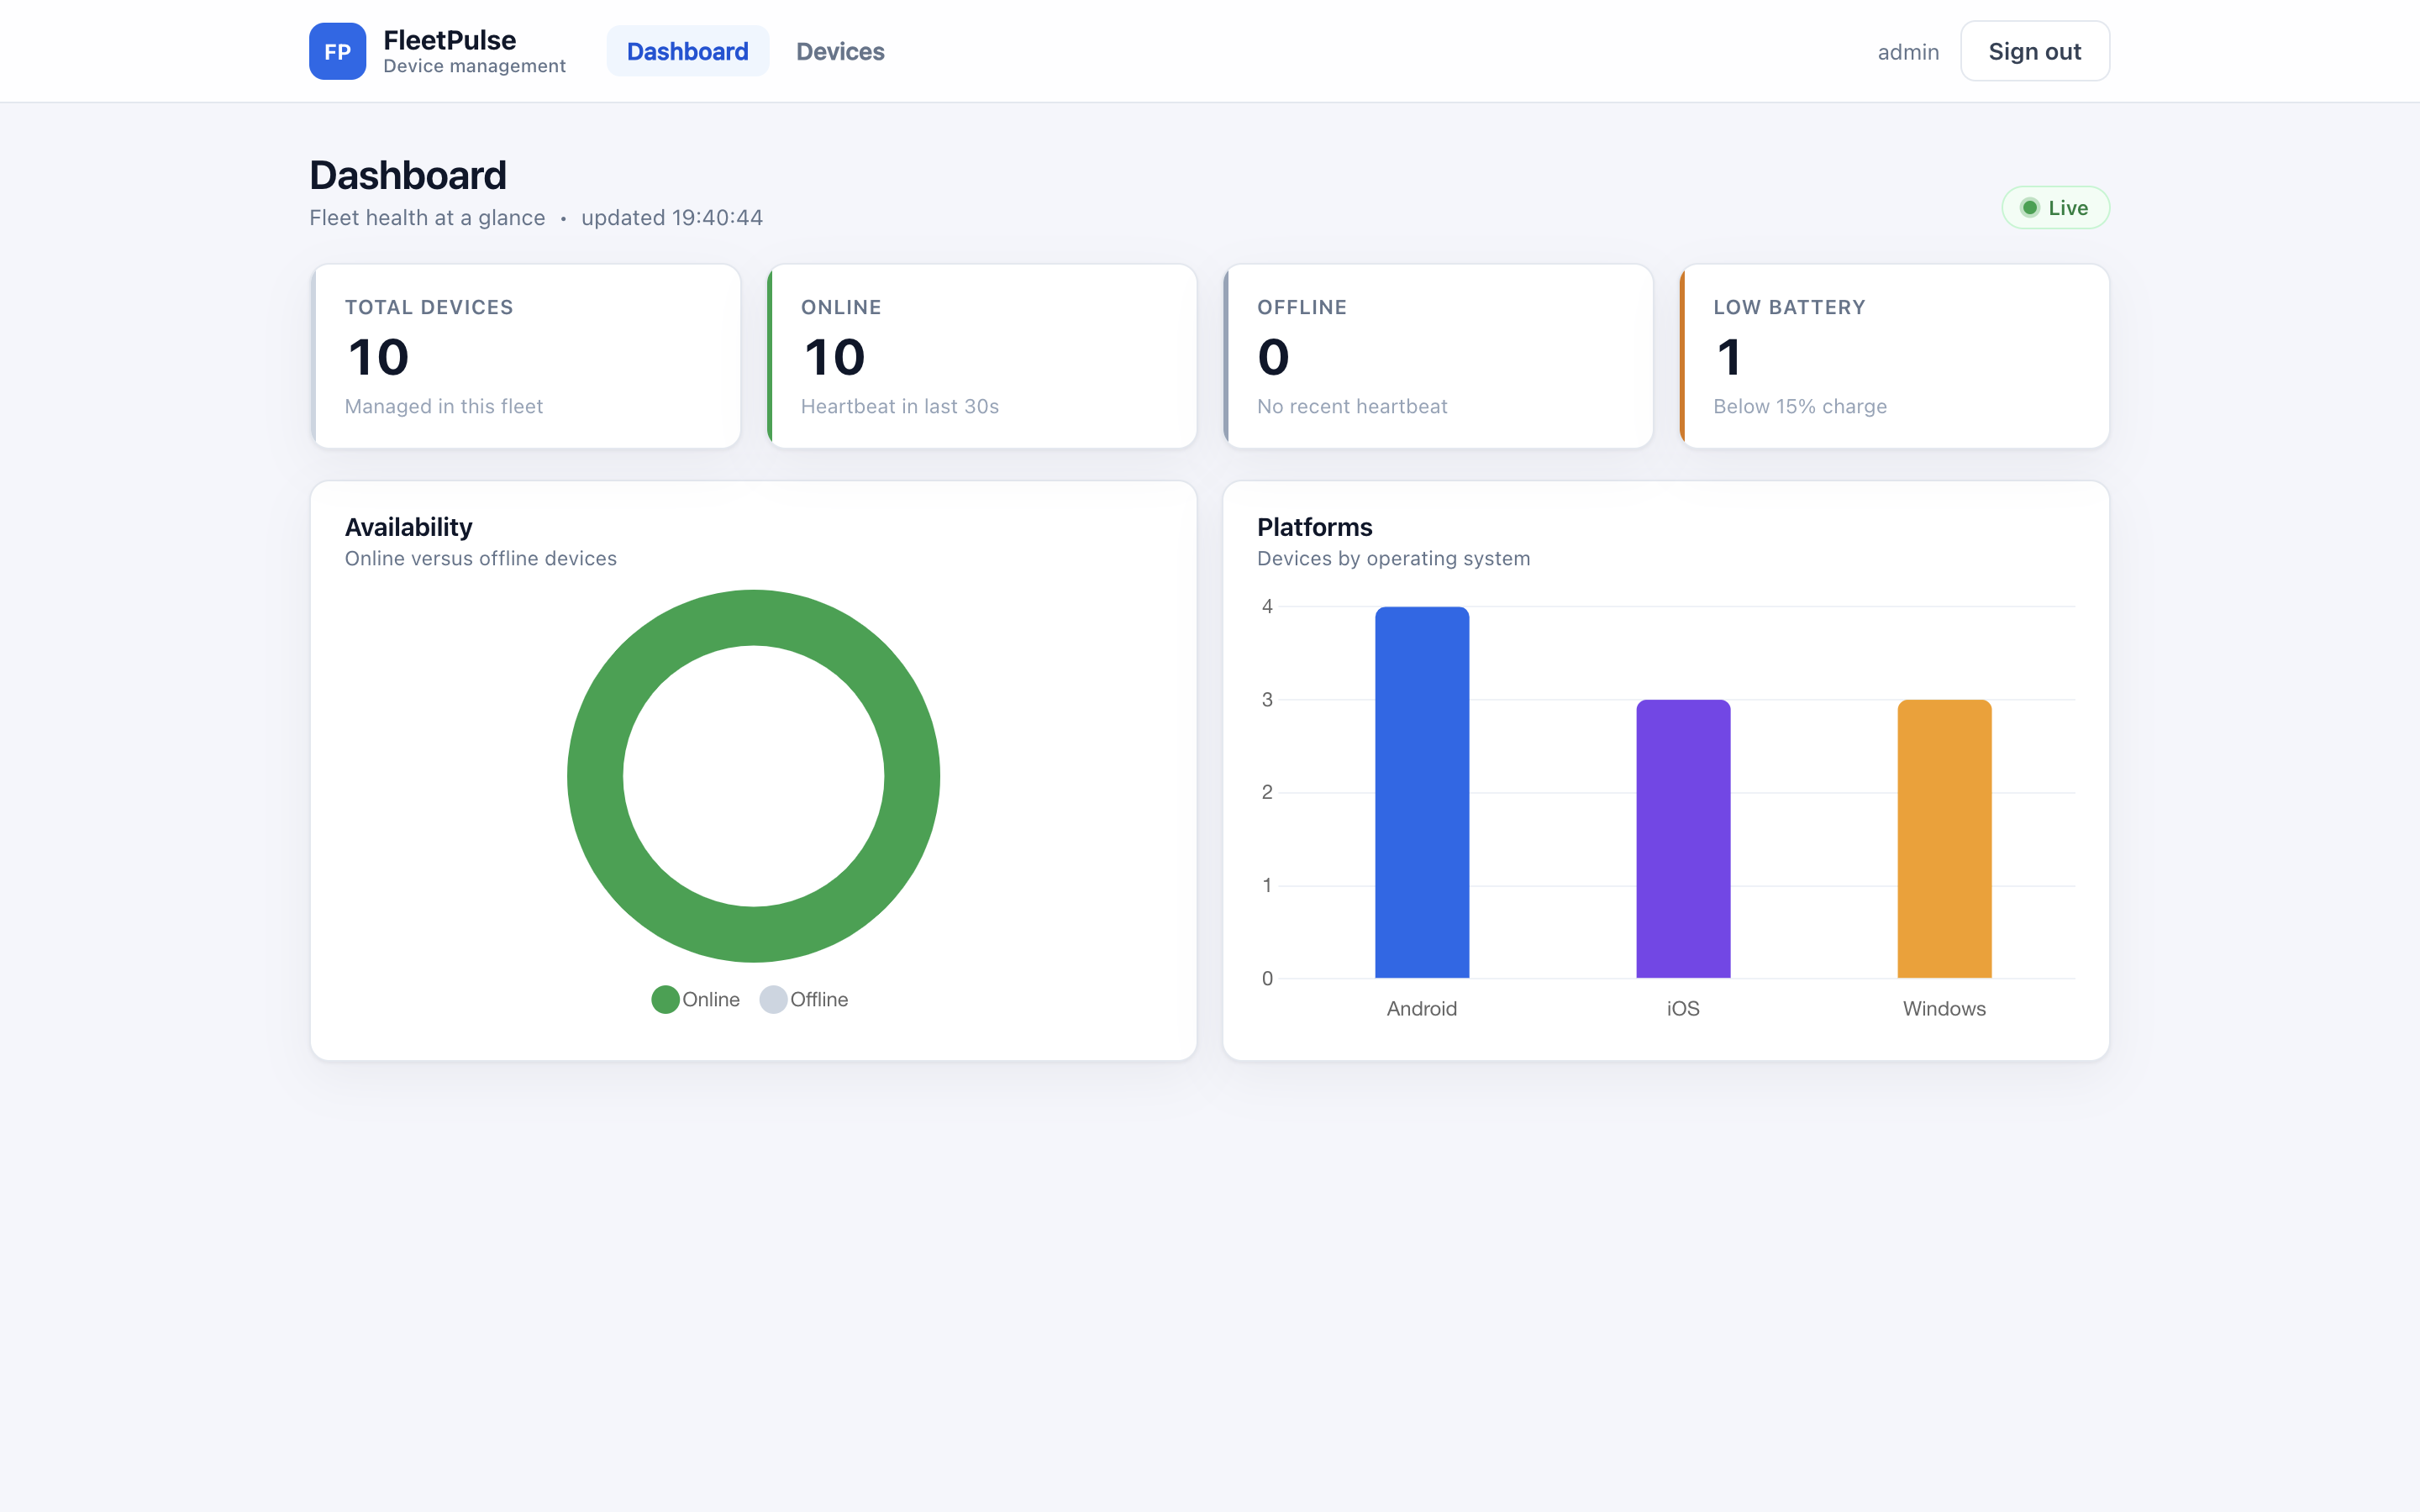 FP
FleetPulse
Device management
Dashboard
Devices
admin
Sign out
Dashboard
Fleet health at a glance • updated 19:40:44
Live
TOTAL DEVICES
10
Managed in this fleet
ONLINE
10
Heartbeat in last 30s
OFFLINE
0
No recent heartbeat
LOW BATTERY
1
Below 15% charge
Availability
Online versus offline devices
Online
Offline
Platforms
Devices by operating system
4
3
2
1
0
Android
iOS
Windows